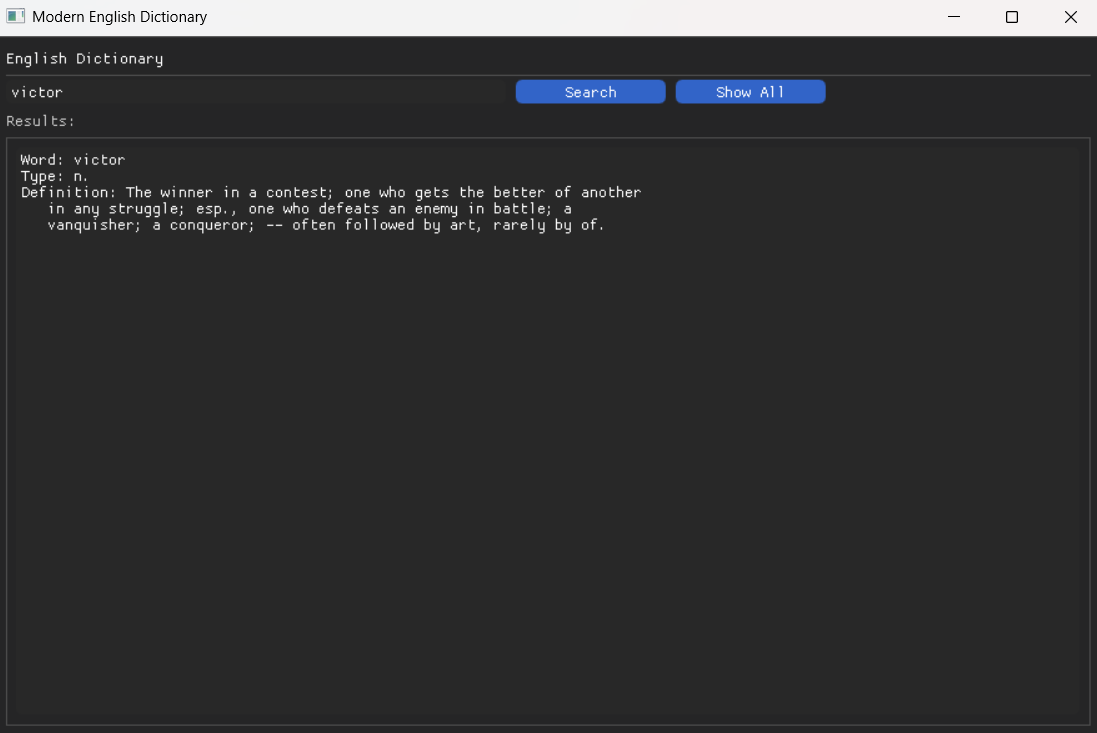 Modern English Dictionary
English Dictionary
victor Search Show All
Results:
Word: victor
Type: n.
Definition: The winner in a contest; one who gets the better of another
in any struggle; esp., one who defeats an enemy in battle; a
vanquisher; a conqueror; -- often followed by art, rarely by of.